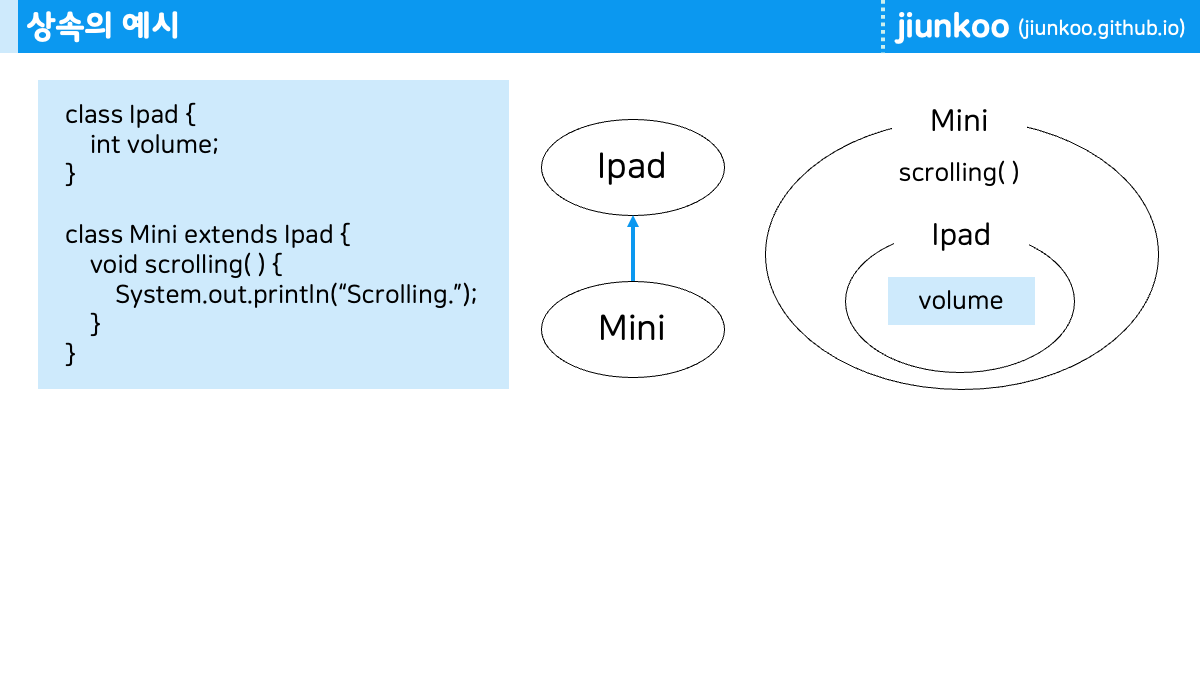 상속의 예시
jiunkoo (jiunkoo.github.io)
class Ipad {
int volume;
}
class Mini extends Ipad {
void scrolling( ) {
System.out.println(“Scrolling.”);
}
}
Ipad
Mini
Mini
scrolling( )
Ipad
volume